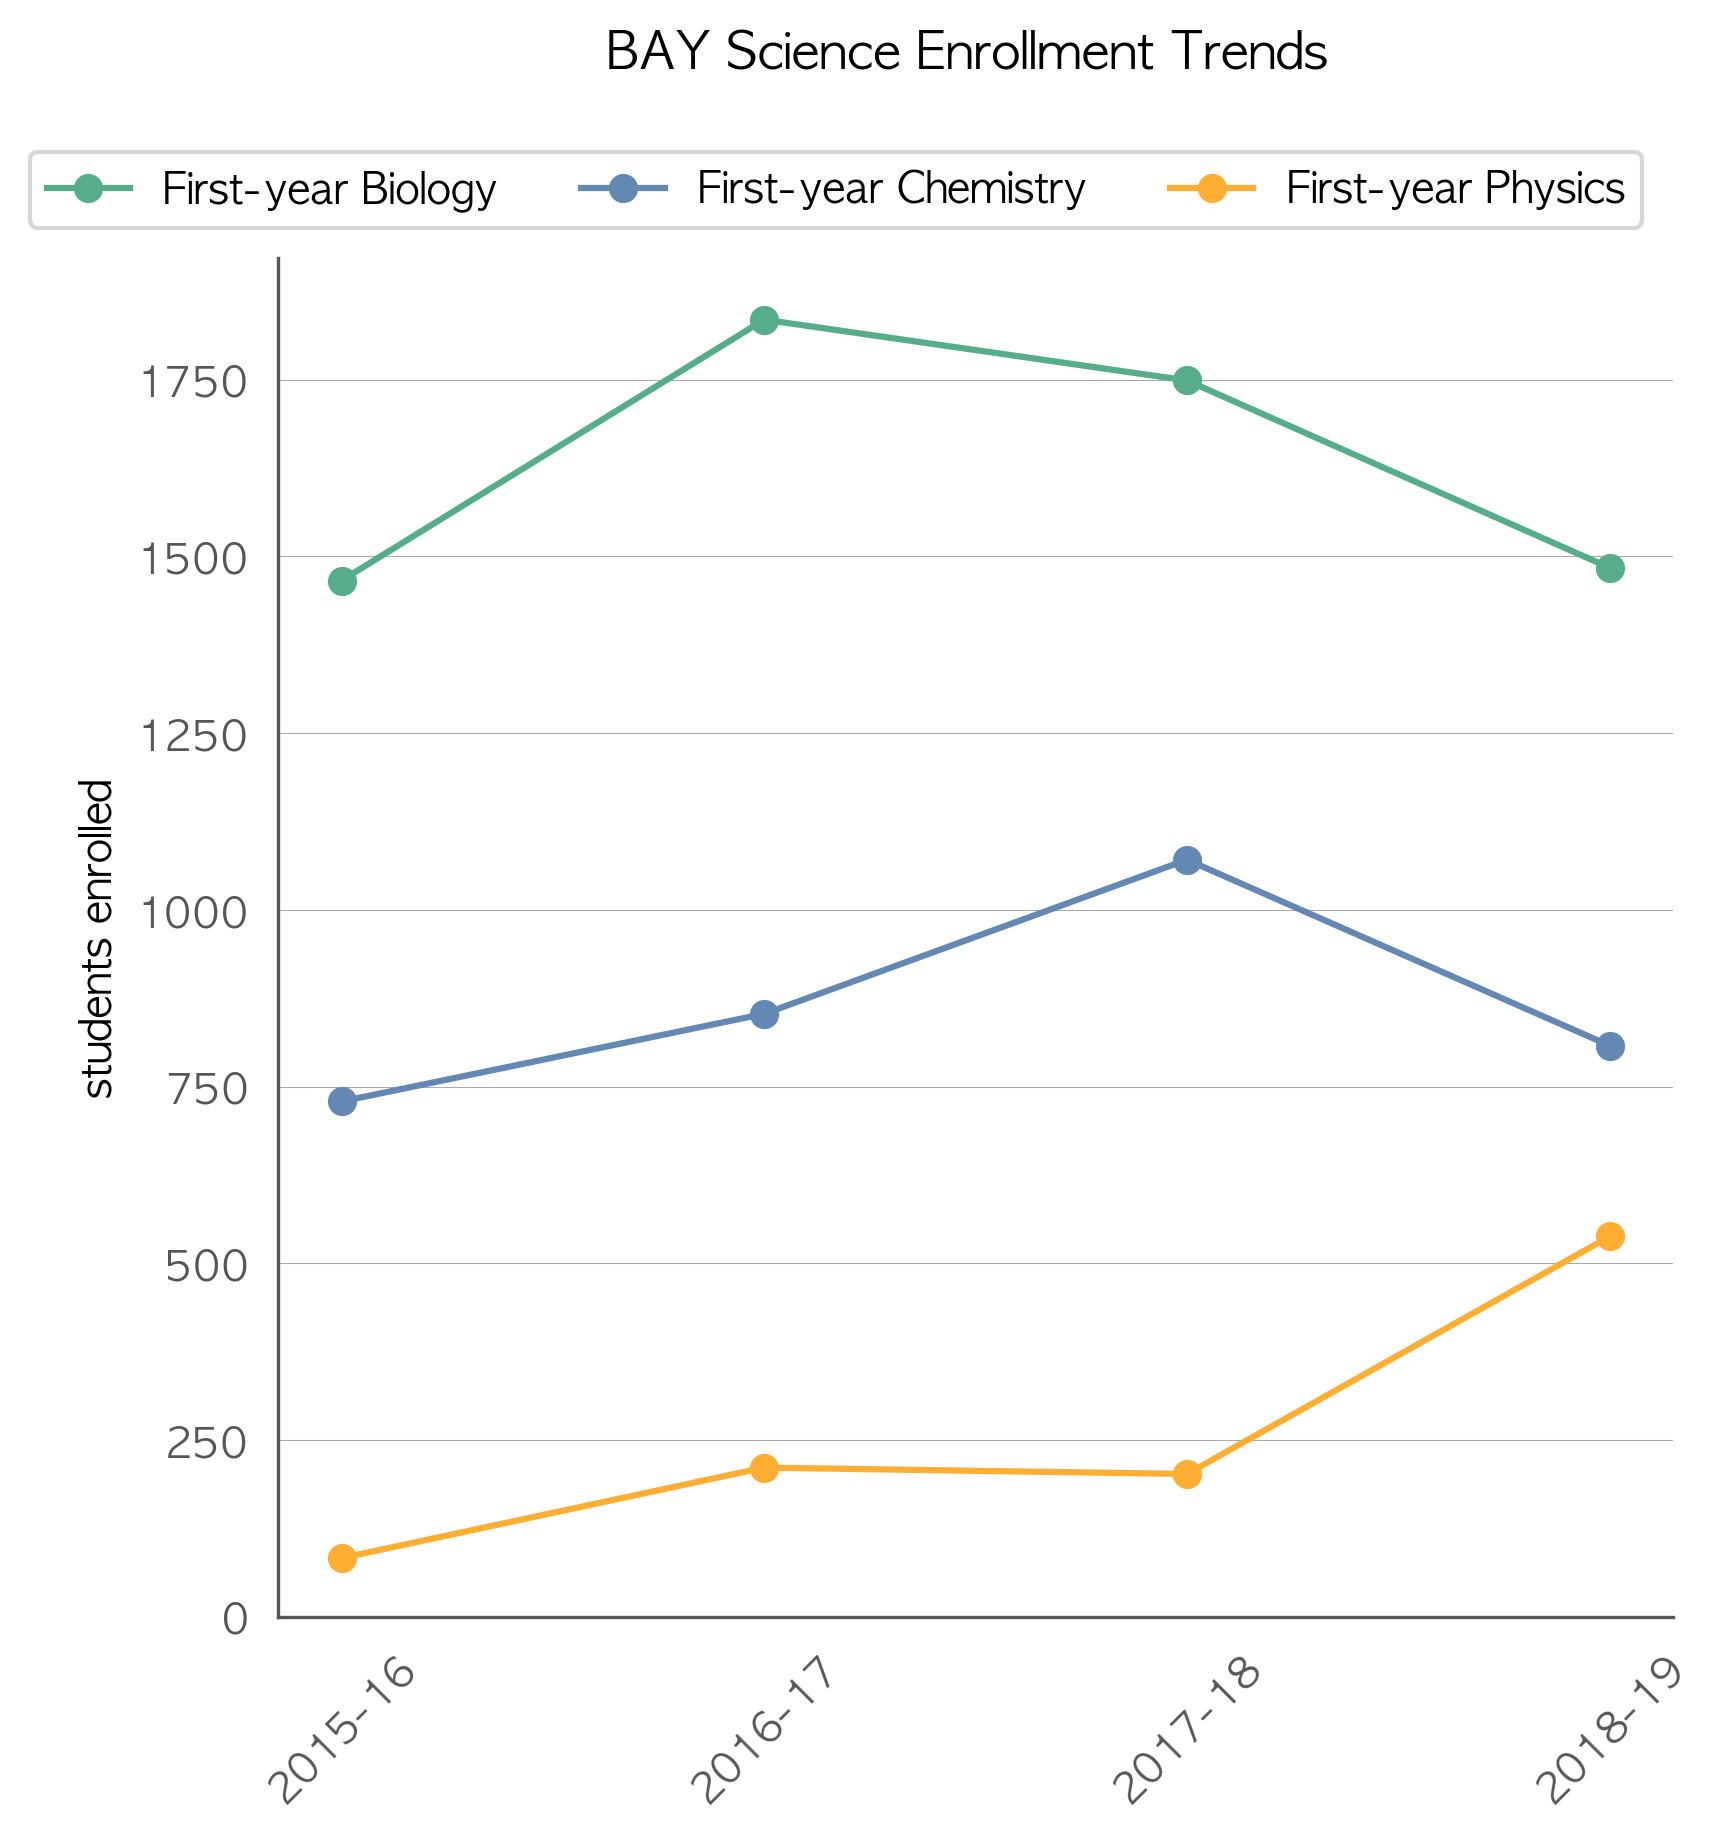 BAY Science Enrollment Trends
First-year Biology First-year Chemistry First-year Physics
1750
1500
1250
1000
750
500
250
0
students enrolled
2015-16 2016-17 2017-18 2018-19